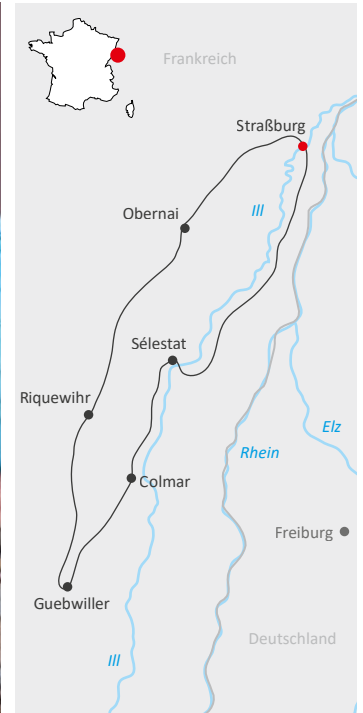 Frankreich
Straßburg
Obernai
Ill
Sélestat
Riquewihr
Elz
Rhein
Colmar
Freiburg
Guebwiller
Deutschland
Ill